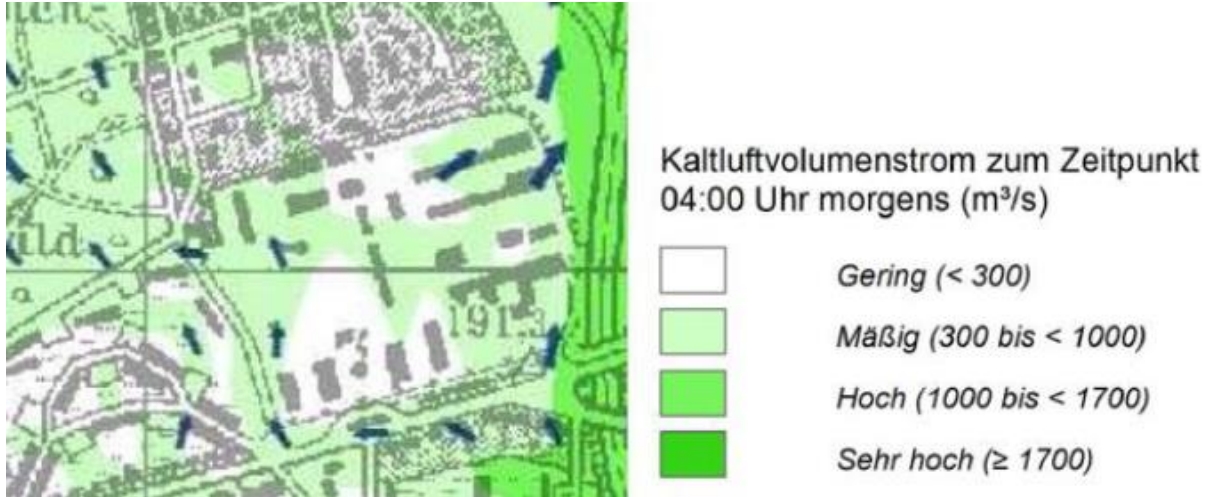 ild
191.3
Kaltluftvolumenstrom zum Zeitpunkt
04:00 Uhr morgens (m³/s)
Gering (< 300)
Mäßig (300 bis < 1000)
Hoch (1000 bis < 1700)
Sehr hoch (≥ 1700)